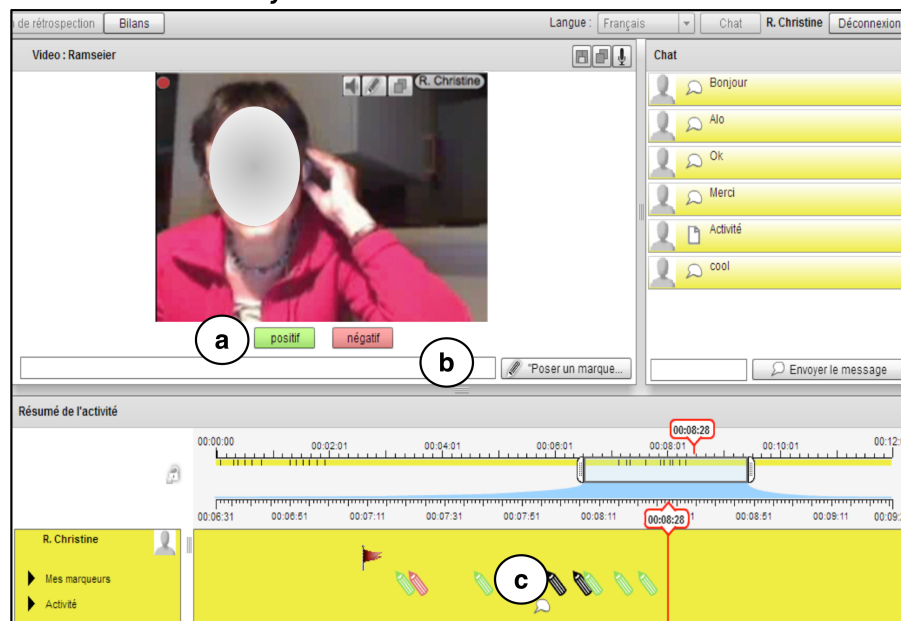 de rétrospection Bilans Langue : Français Chat R. Christine Déconnexion
Video : Ramseier
R. Christine
Chat
Bonjour
Alo
Ok
Merci
Activité
cool
a positif négatif
b "Poser un marque... Envoyer le message
Résumé de l'activité
00:08:28
00:00:00 00:02:01 00:04:01 00:06:01 00:08:01 00:10:01
00:06:31 00:06:51 00:07:11 00:07:31 00:07:51 00:08:11 00:08:28 00:08:51 00:09:11
R. Christine
c
Mes marqueurs
Activité